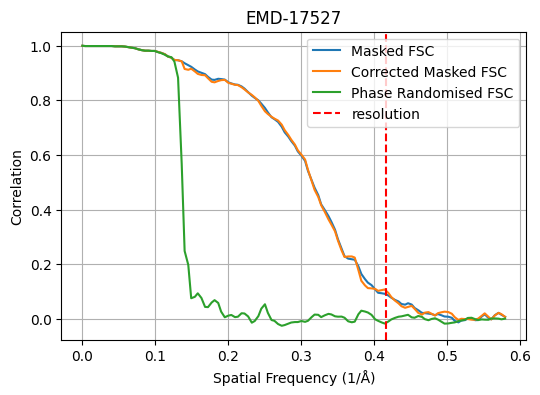 EMD-17527
Masked FSC
Corrected Masked FSC
Phase Randomised FSC
resolution
Correlation
1.0
0.8
0.6
0.4
0.2
0.0
0.0 0.1 0.2 0.3 0.4 0.5 0.6
Spatial Frequency (1/Å)